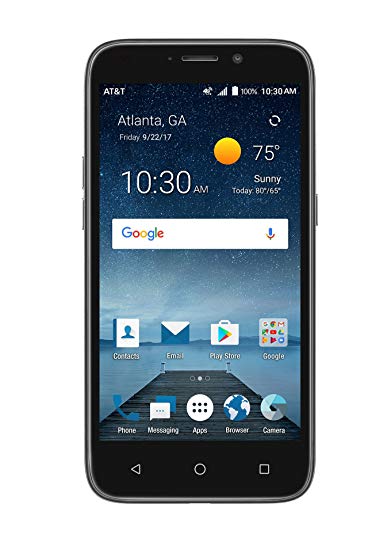 AT&T 100% 10:30 AM
Atlanta, GA
Friday 9/22/17
75°
10:30 AM
Sunny
Today: 80°/65°
Google
Contacts Email Play Store Google
Phone Messaging Apps Browser Camera